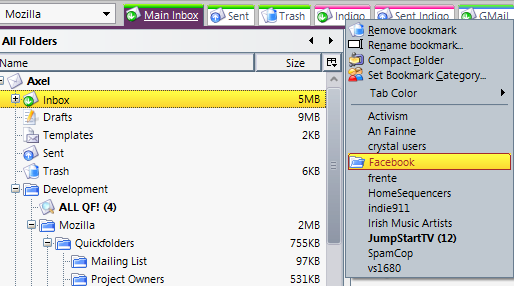 Mozilla Main Inbox Sent Trash Indigo Sent Indigo GMail
All Folders
Name Size
Axel
Inbox 5MB
Drafts 9MB
Templates 2KB
Sent
Trash 6KB
Development
ALL QF! (4)
Mozilla 2MB
Quickfolders 755KB
Mailing List 97KB
Project Owners 531KB
Remove bookmark
Rename bookmark...
Compact Folder
Set Bookmark Category...
Tab Color
Activism
An Fainne
crystal users
Facebook
frente
HomeSequencers
indie911
Irish Music Artists
JumpStartTV (12)
SpamCop
vs1680